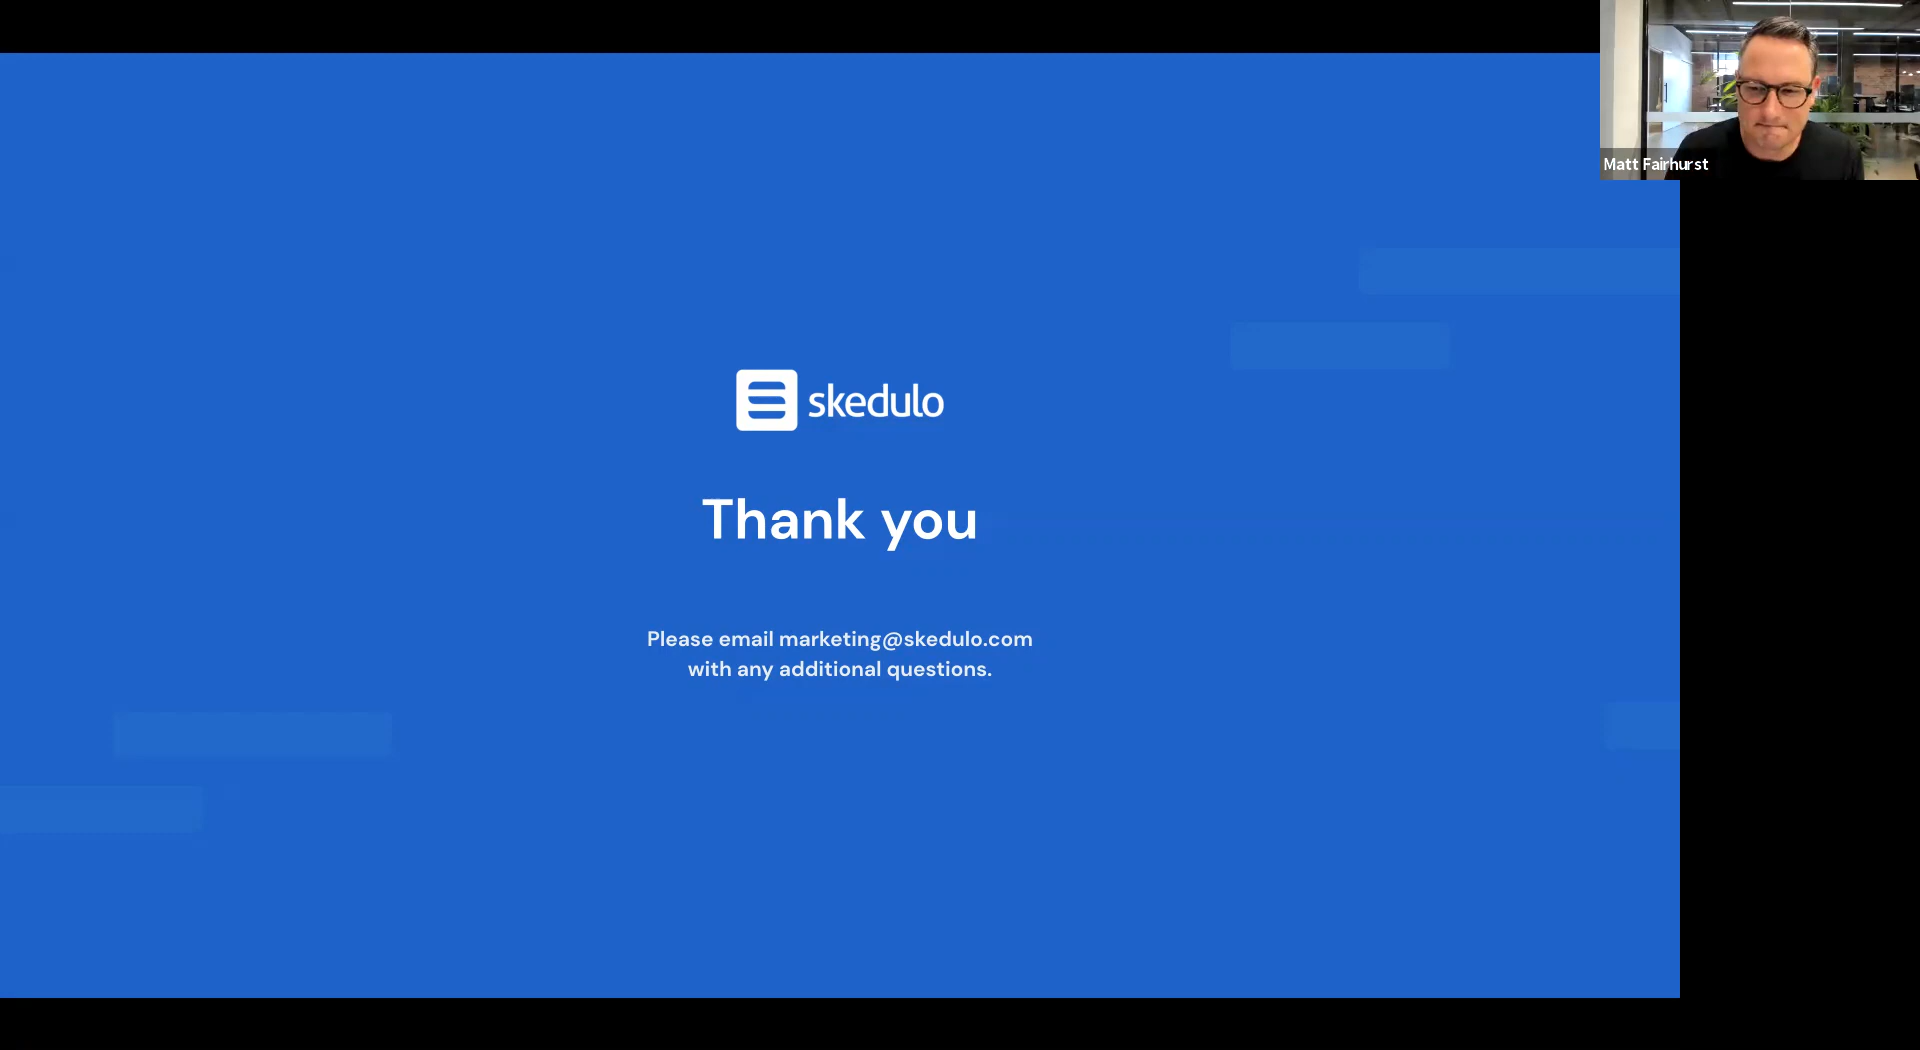 Matt Fairhurst
skedulo
Thank you
Please email marketing@skedulo.com
with any additional questions.